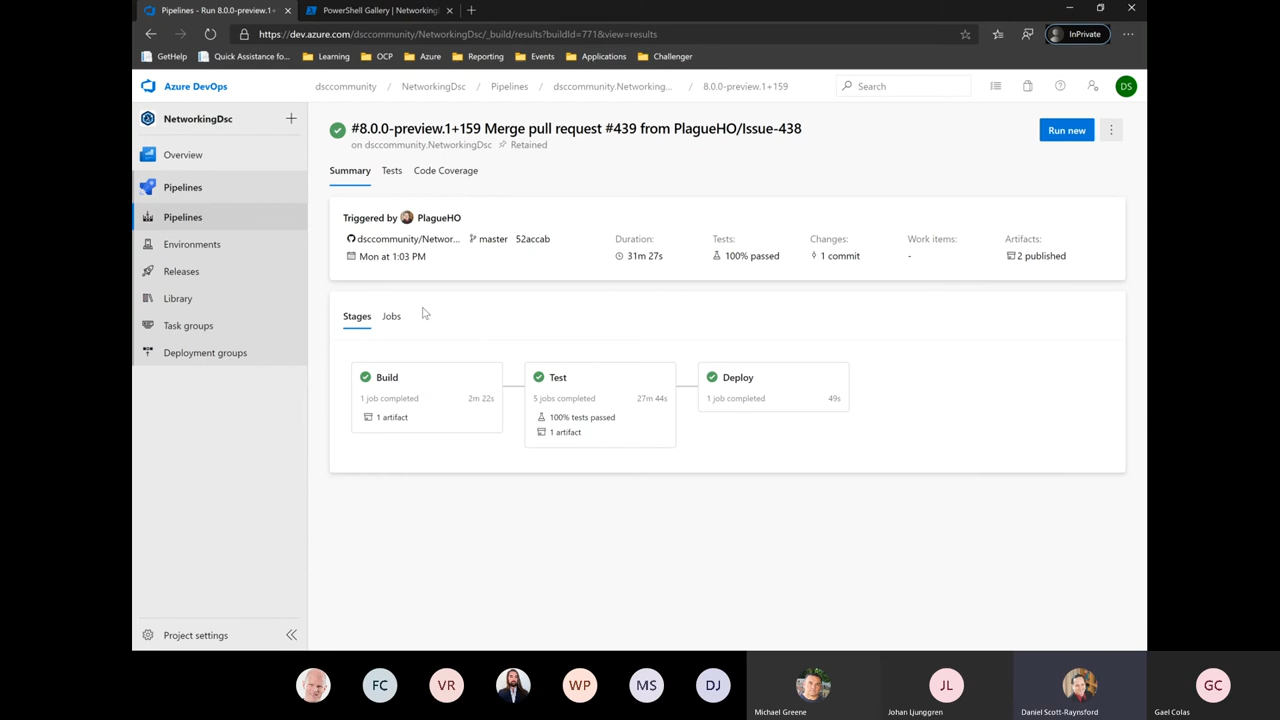 Pipelines - Run 8.0.0-preview.1+
PowerShell Gallery | Networking
https://dev.azure.com/dsccommunity/NetworkingDsc/_build/results?buildId=771&view=results
InPrivate
GetHelp
Quick Assistance fo...
Learning
OCP
Azure
Reporting
Events
Applications
Challenger
Azure DevOps
dsccommunity / NetworkingDsc / Pipelines / dsccommunity.Networking... / 8.0.0-preview.1+159
Search
DS
NetworkingDsc
Overview
Pipelines
Pipelines
Environments
Releases
Library
Task groups
Deployment groups
Project settings
#8.0.0-preview.1+159 Merge pull request #439 from PlagueHO/Issue-438
on dsccommunity.NetworkingDsc Retained
Run new
Summary Tests Code Coverage
Triggered by PlagueHO
dsccommunity/Networ... master 52accab
Mon at 1:03 PM
Duration:
31m 27s
Tests:
100% passed
Changes:
1 commit
Work items:
-
Artifacts:
2 published
Stages Jobs
Build
1 job completed 2m 22s
1 artifact
Test
5 jobs completed 27m 44s
100% tests passed
1 artifact
Deploy
1 job completed 49s
FC
VR
WP
MS
DJ
Michael Greene
JL
Johan Ljunggren
Daniel Scott-Raynsford
GC
Gael Colas